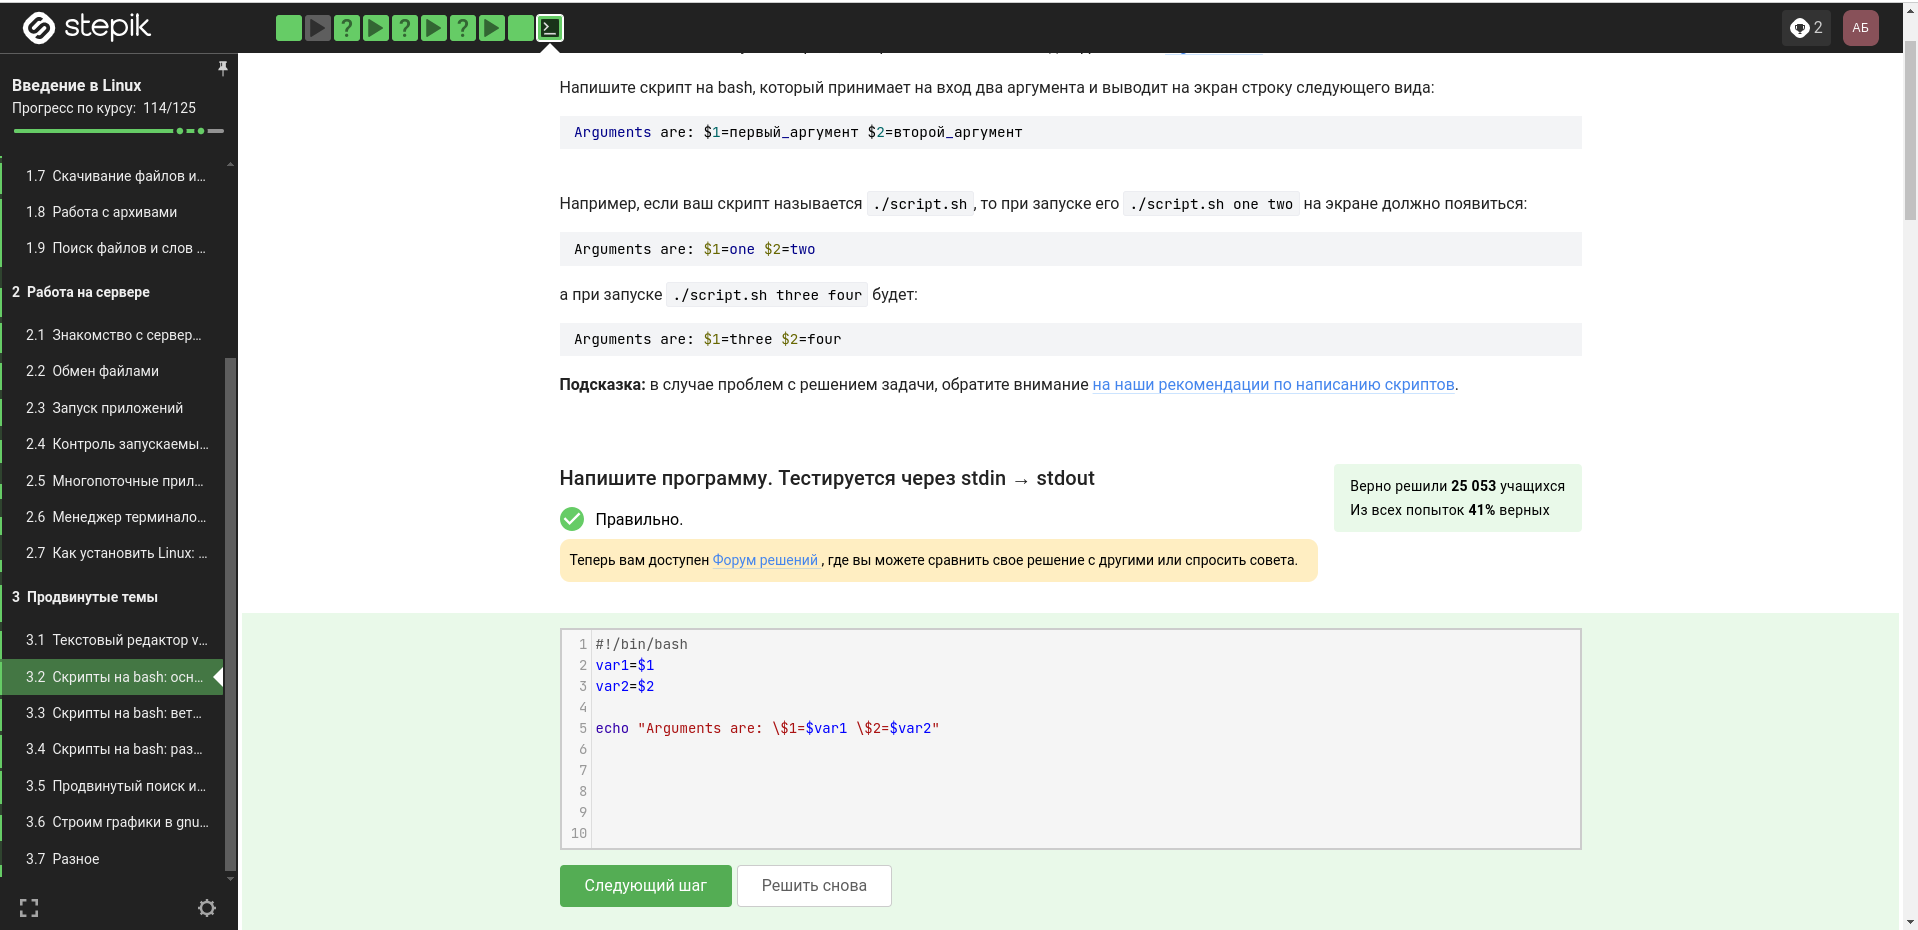 stepik
2
АБ
Введение в Linux
Прогресс по курсу: 114/125
1.7 Скачивание файлов и...
1.8 Работа с архивами
1.9 Поиск файлов и слов ...
2 Работа на сервере
2.1 Знакомство с сервер...
2.2 Обмен файлами
2.3 Запуск приложений
2.4 Контроль запускаемы...
2.5 Многопоточные прил...
2.6 Менеджер терминало...
2.7 Как установить Linux: ...
3 Продвинутые темы
3.1 Текстовый редактор v...
3.2 Скрипты на bash: осн...
3.3 Скрипты на bash: вет...
3.4 Скрипты на bash: раз...
3.5 Продвинутый поиск и...
3.6 Строим графики в gnu...
3.7 Разное
Напишите скрипт на bash, который принимает на вход два аргумента и выводит на экран строку следующего вида:
Arguments are: $1=первый_аргумент $2=второй_аргумент
Например, если ваш скрипт называется ./script.sh, то при запуске его ./script.sh one two на экране должно появиться:
Arguments are: $1=one $2=two
а при запуске ./script.sh three four будет:
Arguments are: $1=three $2=four
Подсказка: в случае проблем с решением задачи, обратите внимание на наши рекомендации по написанию скриптов.
Напишите программу. Тестируется через stdin → stdout
Верно решили 25 053 учащихся
Из всех попыток 41% верных
Правильно.
Теперь вам доступен Форум решений, где вы можете сравнить свое решение с другими или спросить совета.
1 #!/bin/bash
2 var1=$1
3 var2=$2
4
5 echo "Arguments are: \$1=$var1 \$2=$var2"
6
7
8
9
10
Следующий шаг
Решить снова